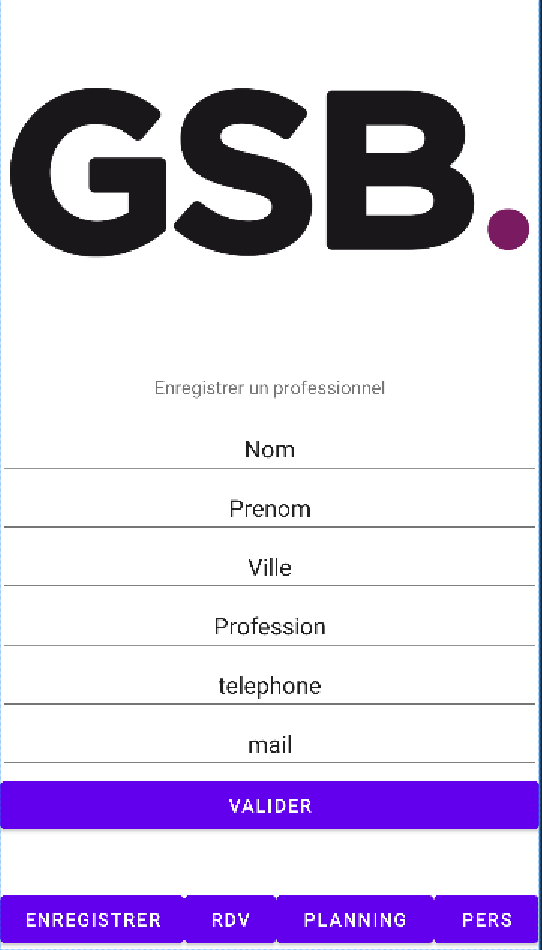 GSB.
Enregistrer un professionnel
Nom
Prenom
Ville
Profession
telephone
mail
VALIDER
ENREGISTRER RDV PLANNING PERS